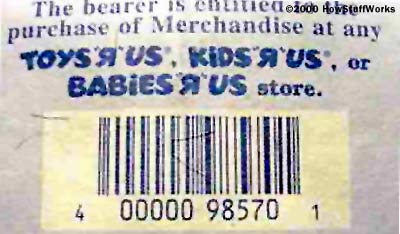 ©2000 HowStuffWorks
The bearer is entitled
purchase of Merchandise at any
TOYS"R"US®, KiDS"R"US®, or
BABiES"R"US store.
4 00000 98570 1